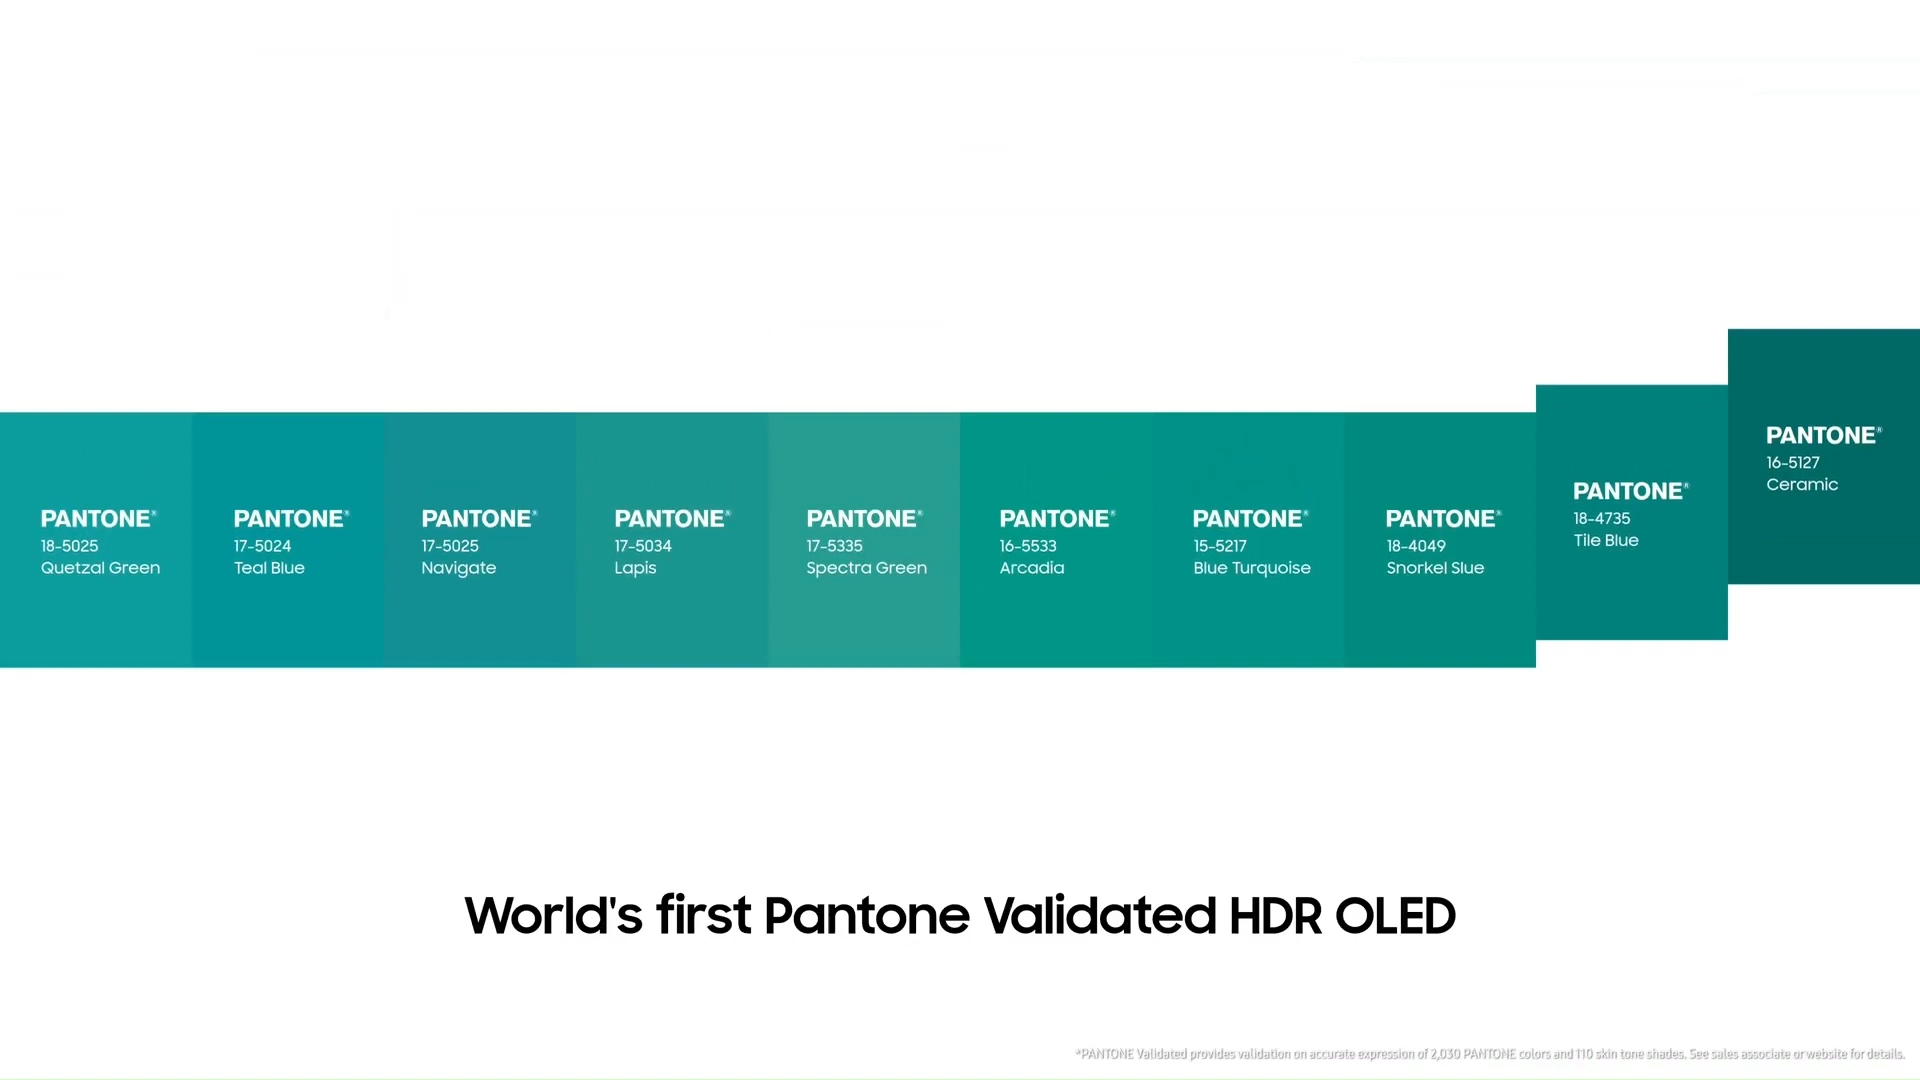 PANTONE®
18-5025
Quetzal Green
PANTONE®
17-5024
Teal Blue
PANTONE®
17-5025
Navigate
PANTONE®
17-5034
Lapis
PANTONE®
17-5335
Spectra Green
PANTONE®
16-5533
Arcadia
PANTONE®
15-5217
Blue Turquoise
PANTONE®
18-4049
Snorkel Slue
PANTONE®
18-4735
Tile Blue
PANTONE®
16-5127
Ceramic
World's first Pantone Validated HDR OLED
*PANTONE Validated provides validation on accurate expression of 2,030 PANTONE colors and 110 skin tone shades. See sales associate or website for details.